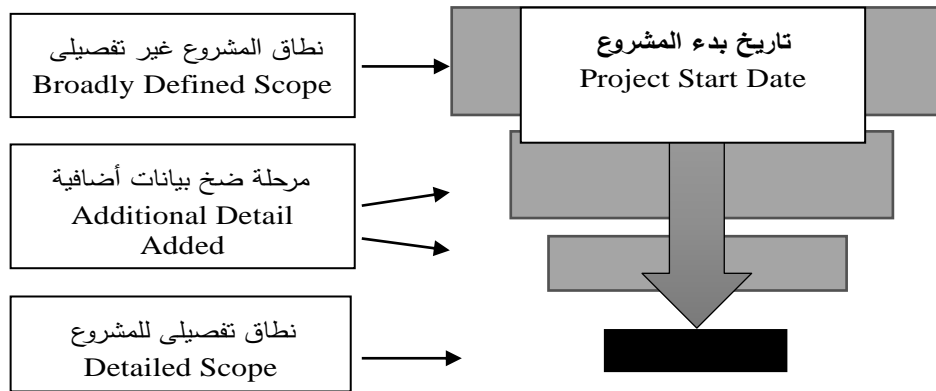 نطاق المشروع غير تفصيلى
Broadly Defined Scope
تاريخ بدء المشروع
Project Start Date
مرحلة ضخ بيانات أضافية
Additional Detail
Added
نطاق تفصيلى للمشروع
Detailed Scope